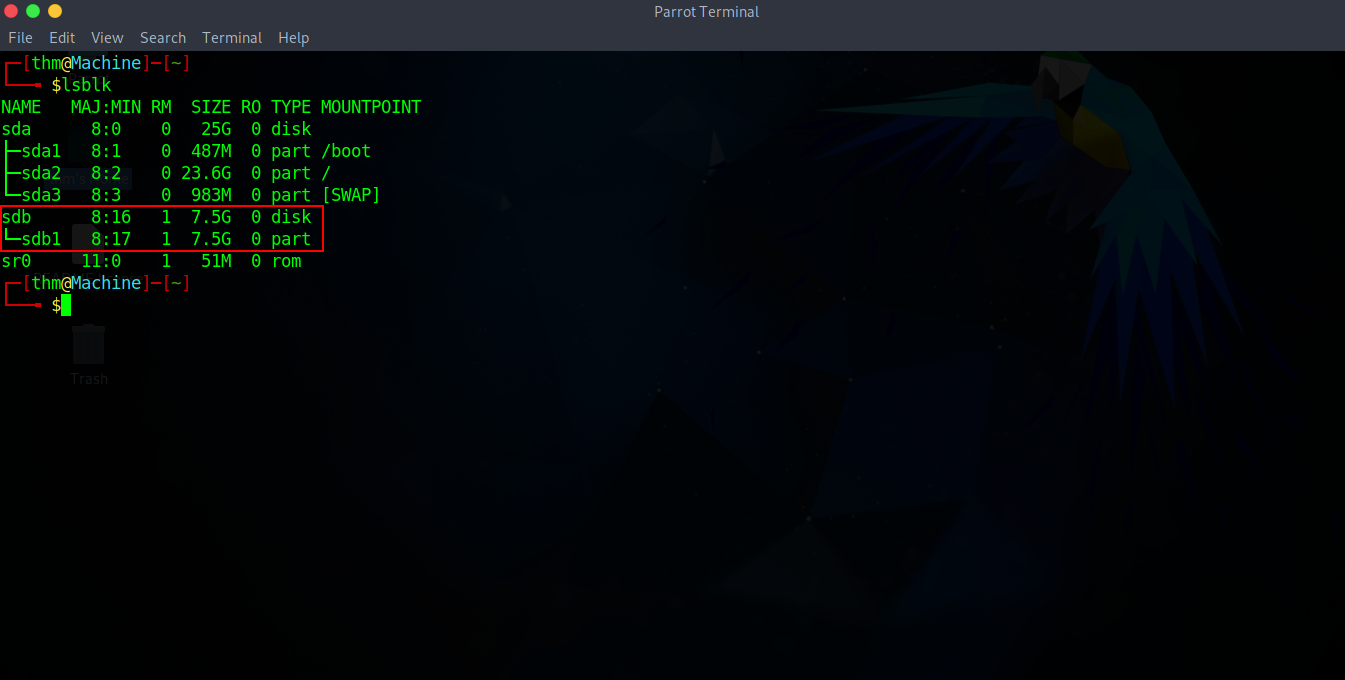 Parrot Terminal
File Edit View Search Terminal Help
┌─[thm@Machine]─[~]
└──╼ $lsblk
NAME   MAJ:MIN RM  SIZE RO TYPE MOUNTPOINT
sda      8:0    0   25G  0 disk
├─sda1   8:1    0  487M  0 part /boot
├─sda2   8:2    0 23.6G  0 part /
└─sda3   8:3    0  983M  0 part [SWAP]
sdb      8:16   1  7.5G  0 disk
└─sdb1   8:17   1  7.5G  0 part
sr0     11:0    1   51M  0 rom
┌─[thm@Machine]─[~]
└──╼ $
Trash